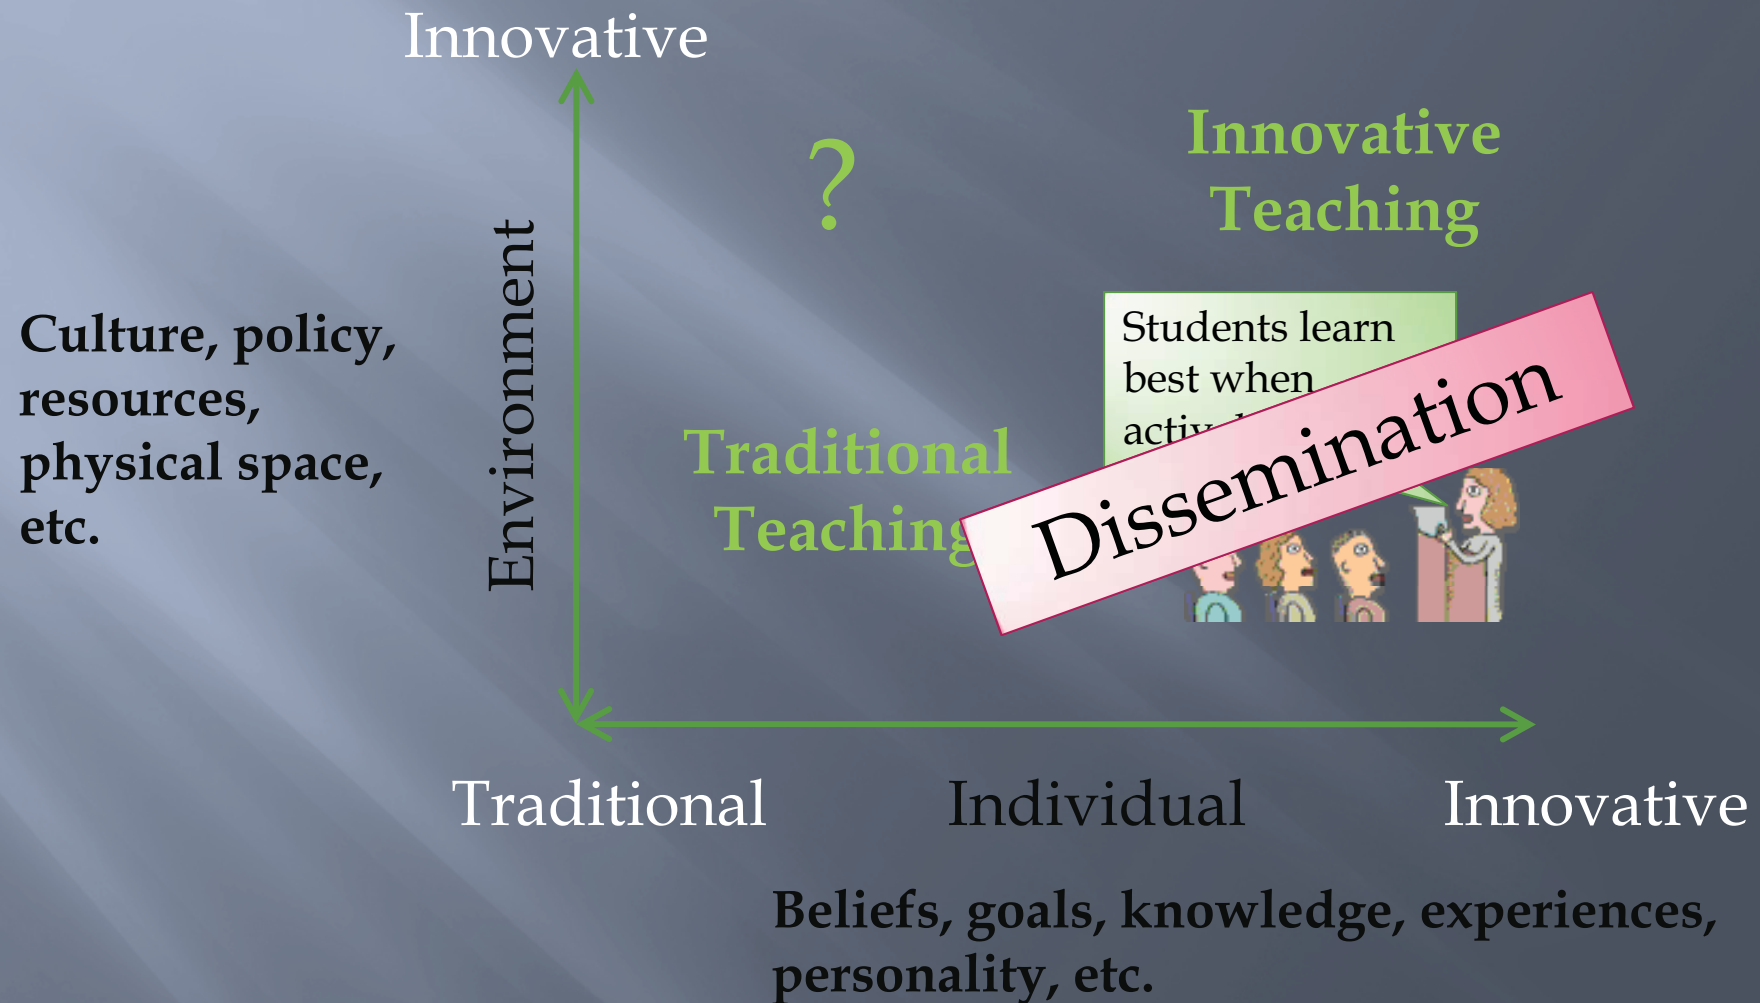 Innovative
?
Innovative
Teaching
Environment
Culture, policy,
resources,
physical space,
etc.
Students learn
best when
Dissemination
Traditional
Teaching
Traditional
Individual
Innovative
Beliefs, goals, knowledge, experiences,
personality, etc.